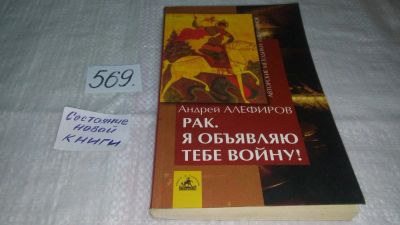 569.
Состояние
новой
книги
Андрей АЛЕФИРОВ
РАК.
Я ОБЪЯВЛЯЮ
ТЕБЕ ВОЙНУ!